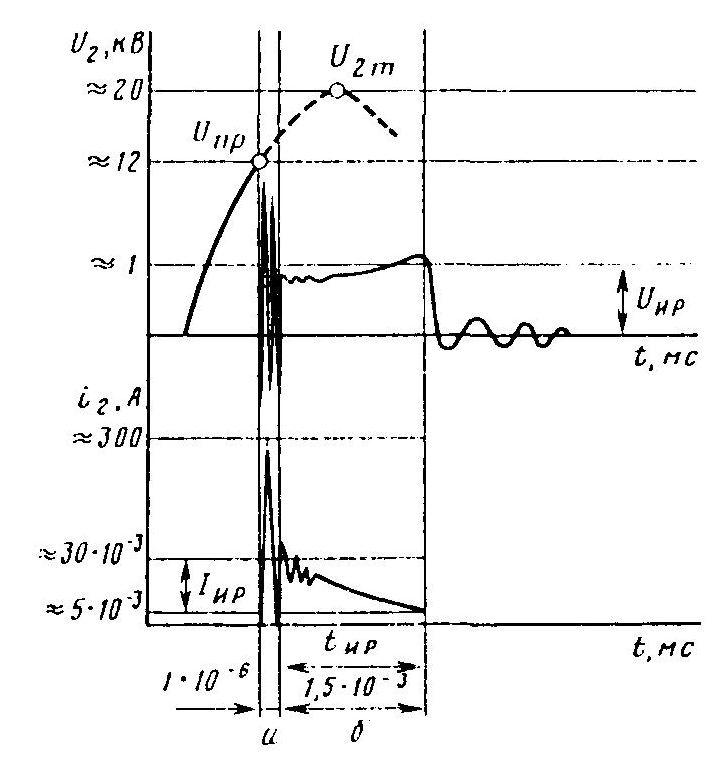 U₂, кВ
U₂m
≈20
Uпр
≈12
≈1
Uир
t, мс
i₂, А
≈300
≈30·10⁻³
Iир
≈5·10⁻³
tир
t, мс
1·10⁻⁶
1,5·10⁻³
а
б